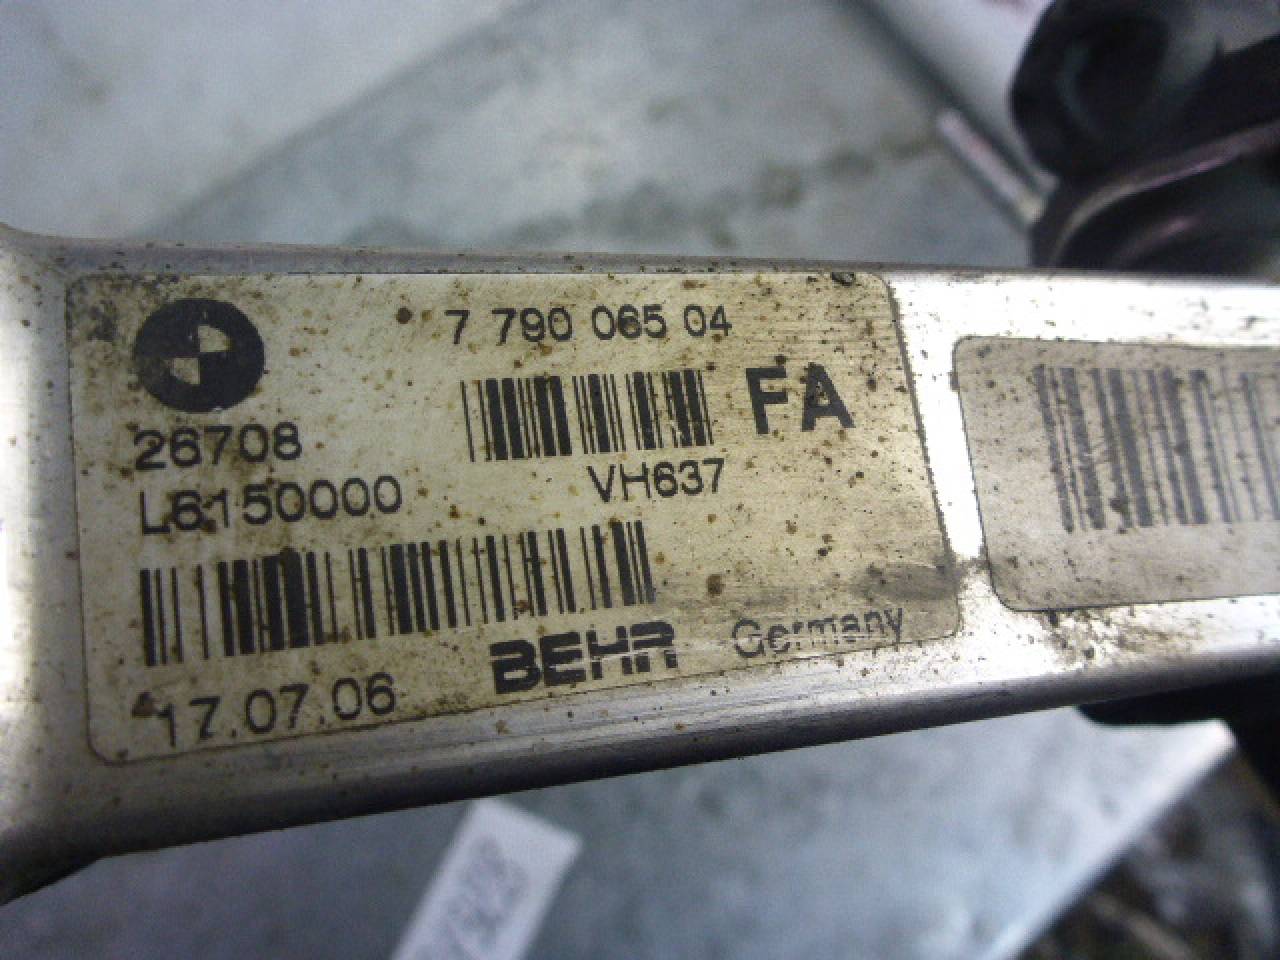 7 790 065 04
FA
26708
L6150000
VH637
17.07.06
BEHR Germany